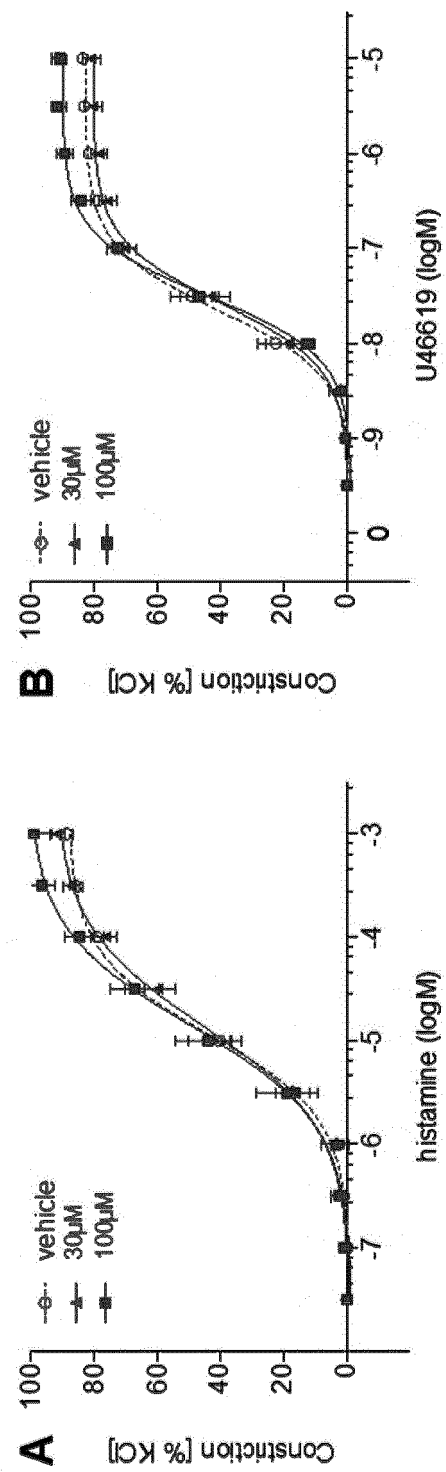 A
vehicle
30µM
100µM
Constriction [% KCl]
100
80
60
40
20
0
-7
-6
-5
-4
-3
histamine (logM)
B
vehicle
30µM
100µM
Constriction [% KCl]
100
80
60
40
20
0
0
-9
-8
-7
-6
-5
U46619 (logM)